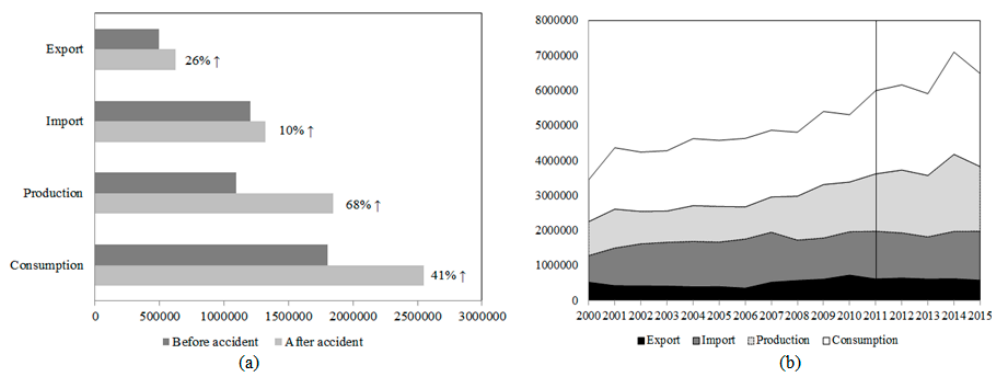 Export
26% ↑
Import
10% ↑
Production
68% ↑
Consumption
41% ↑
0 500000 1000000 1500000 2000000 2500000 3000000
Before accident After accident
(a)
8000000
7000000
6000000
5000000
4000000
3000000
2000000
1000000
0
2000 2001 2002 2003 2004 2005 2006 2007 2008 2009 2010 2011 2012 2013 2014 2015
Export Import Production Consumption
(b)